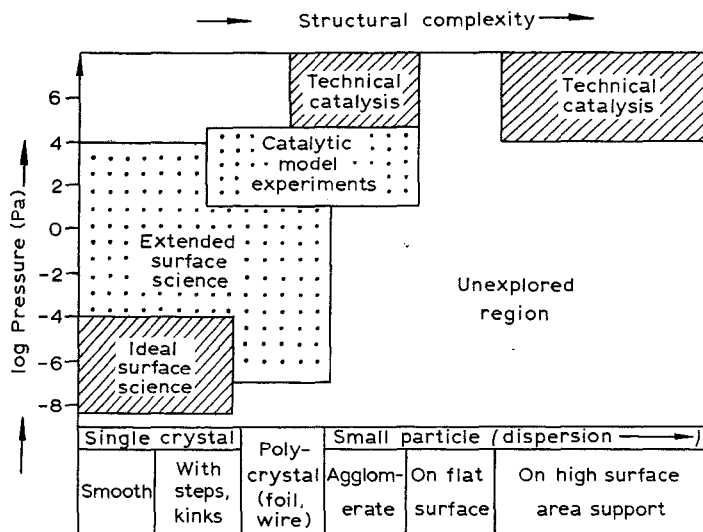 Structural complexity
Technical
catalysis
Technical
catalysis
Catalytic
model
experiments
Extended
surface
science
Ideal
surface
science
Unexplored
region
log Pressure (Pa)
6
4
2
0
-2
-4
-6
-8
Single crystal
Poly-
crystal
(foil,
wire)
Small particle (dispersion)
Smooth
With
steps,
kinks
Agglom-
erate
On flat
surface
On high surface
area support